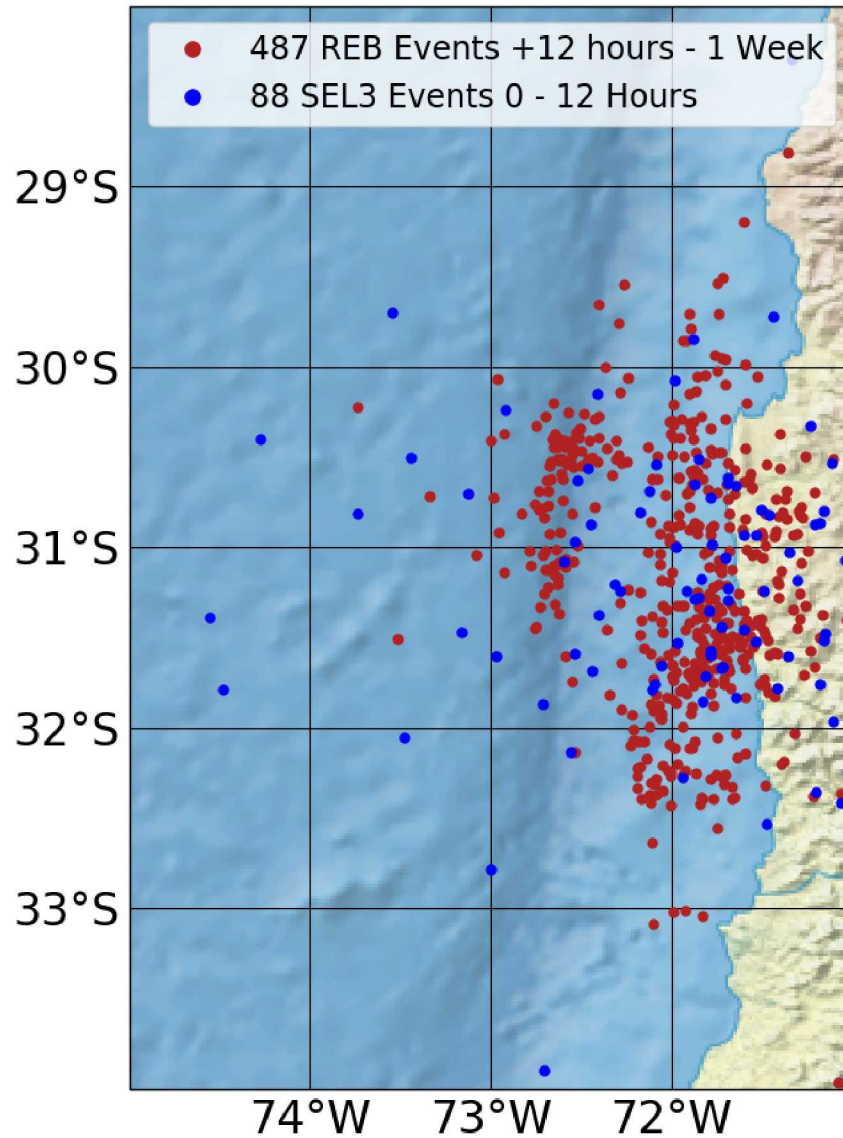 487 REB Events +12 hours - 1 Week
88 SEL3 Events 0 - 12 Hours
29°S
30°S
31°S
32°S
33°S
74°W 73°W 72°W